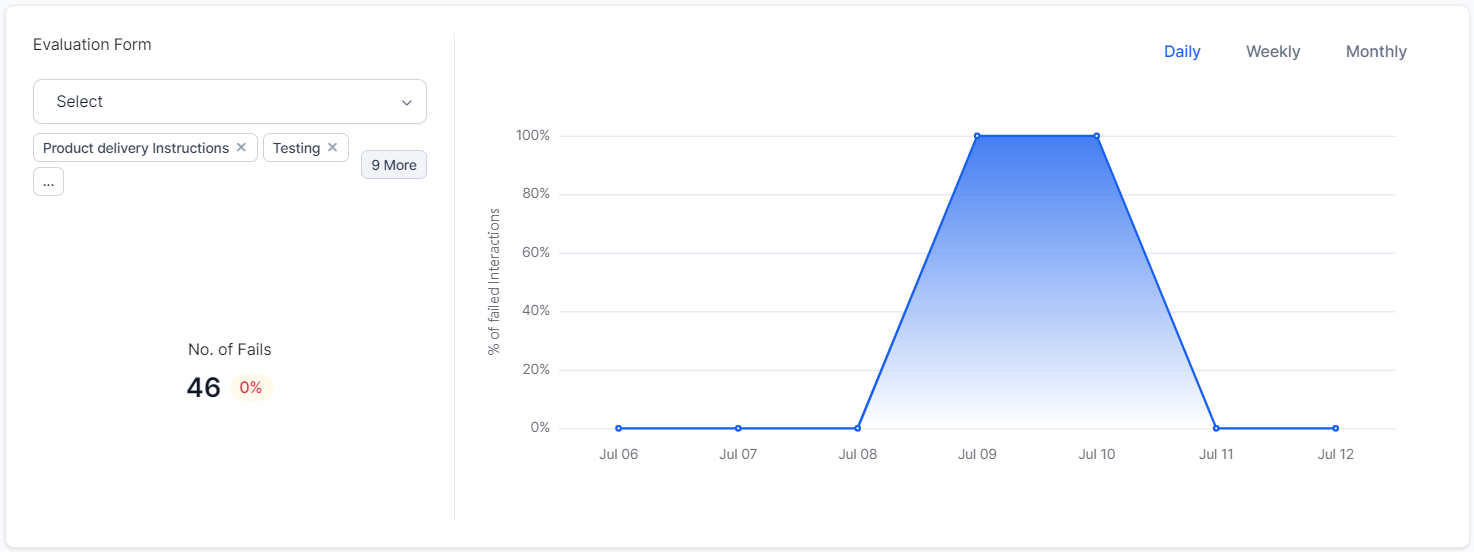 Evaluation Form
Select
Product delivery Instructions ×
Testing ×
9 More
...
No. of Fails
46 0%
Daily Weekly Monthly
% of failed Interactions
100%
80%
60%
40%
20%
0%
Jul 06 Jul 07 Jul 08 Jul 09 Jul 10 Jul 11 Jul 12